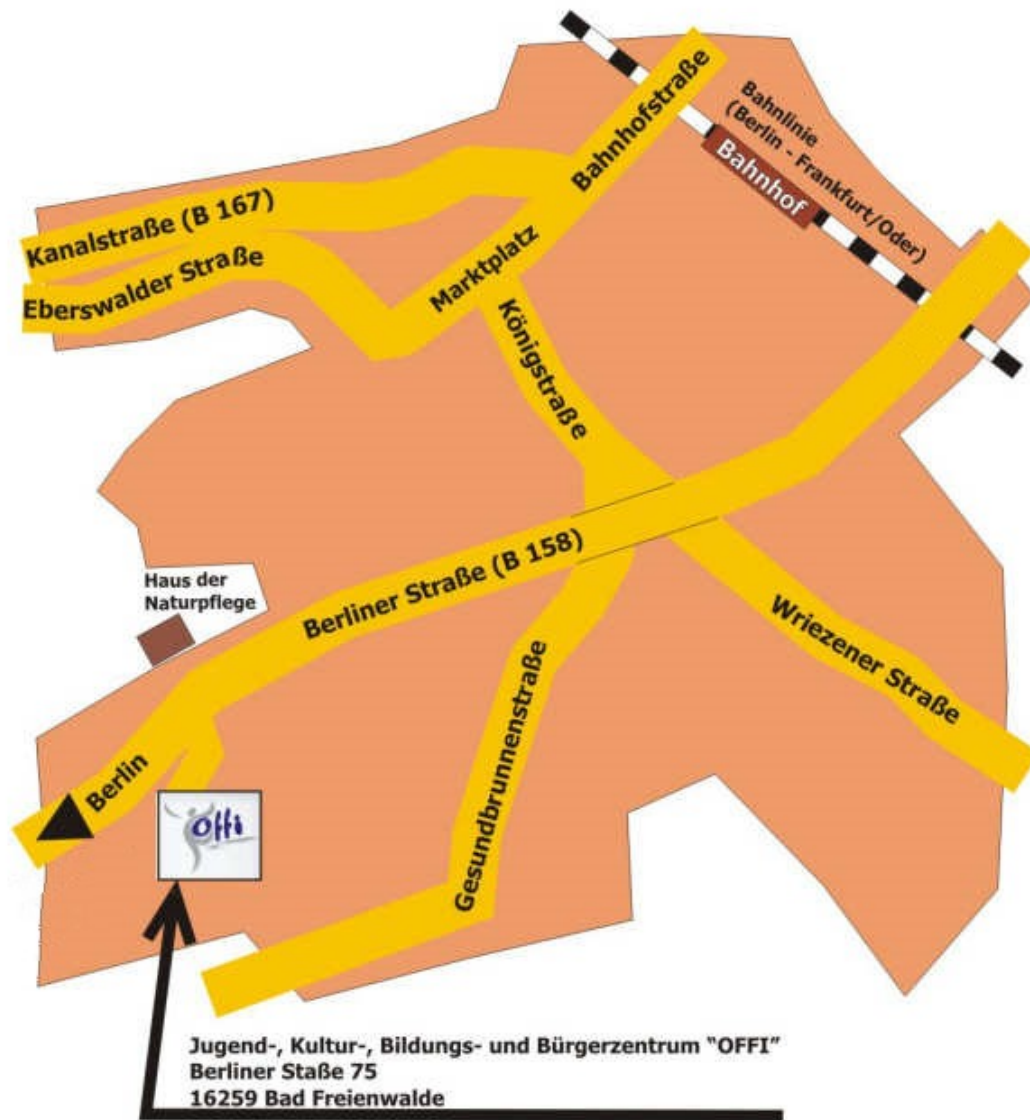 Bahnhofstraße
Bahnlinie
(Berlin - Frankfurt/Oder)
Bahnhof
Kanalstraße (B 167)
Eberswalder Straße
Marktplatz
Königstraße
Berliner Straße (B 158)
Haus der
Naturpflege
Wriezener Straße
Gesundbrunnenstraße
Berlin
Offi
Jugend-, Kultur-, Bildungs- und Bürgerzentrum "OFFI"
Berliner Staße 75
16259 Bad Freienwalde